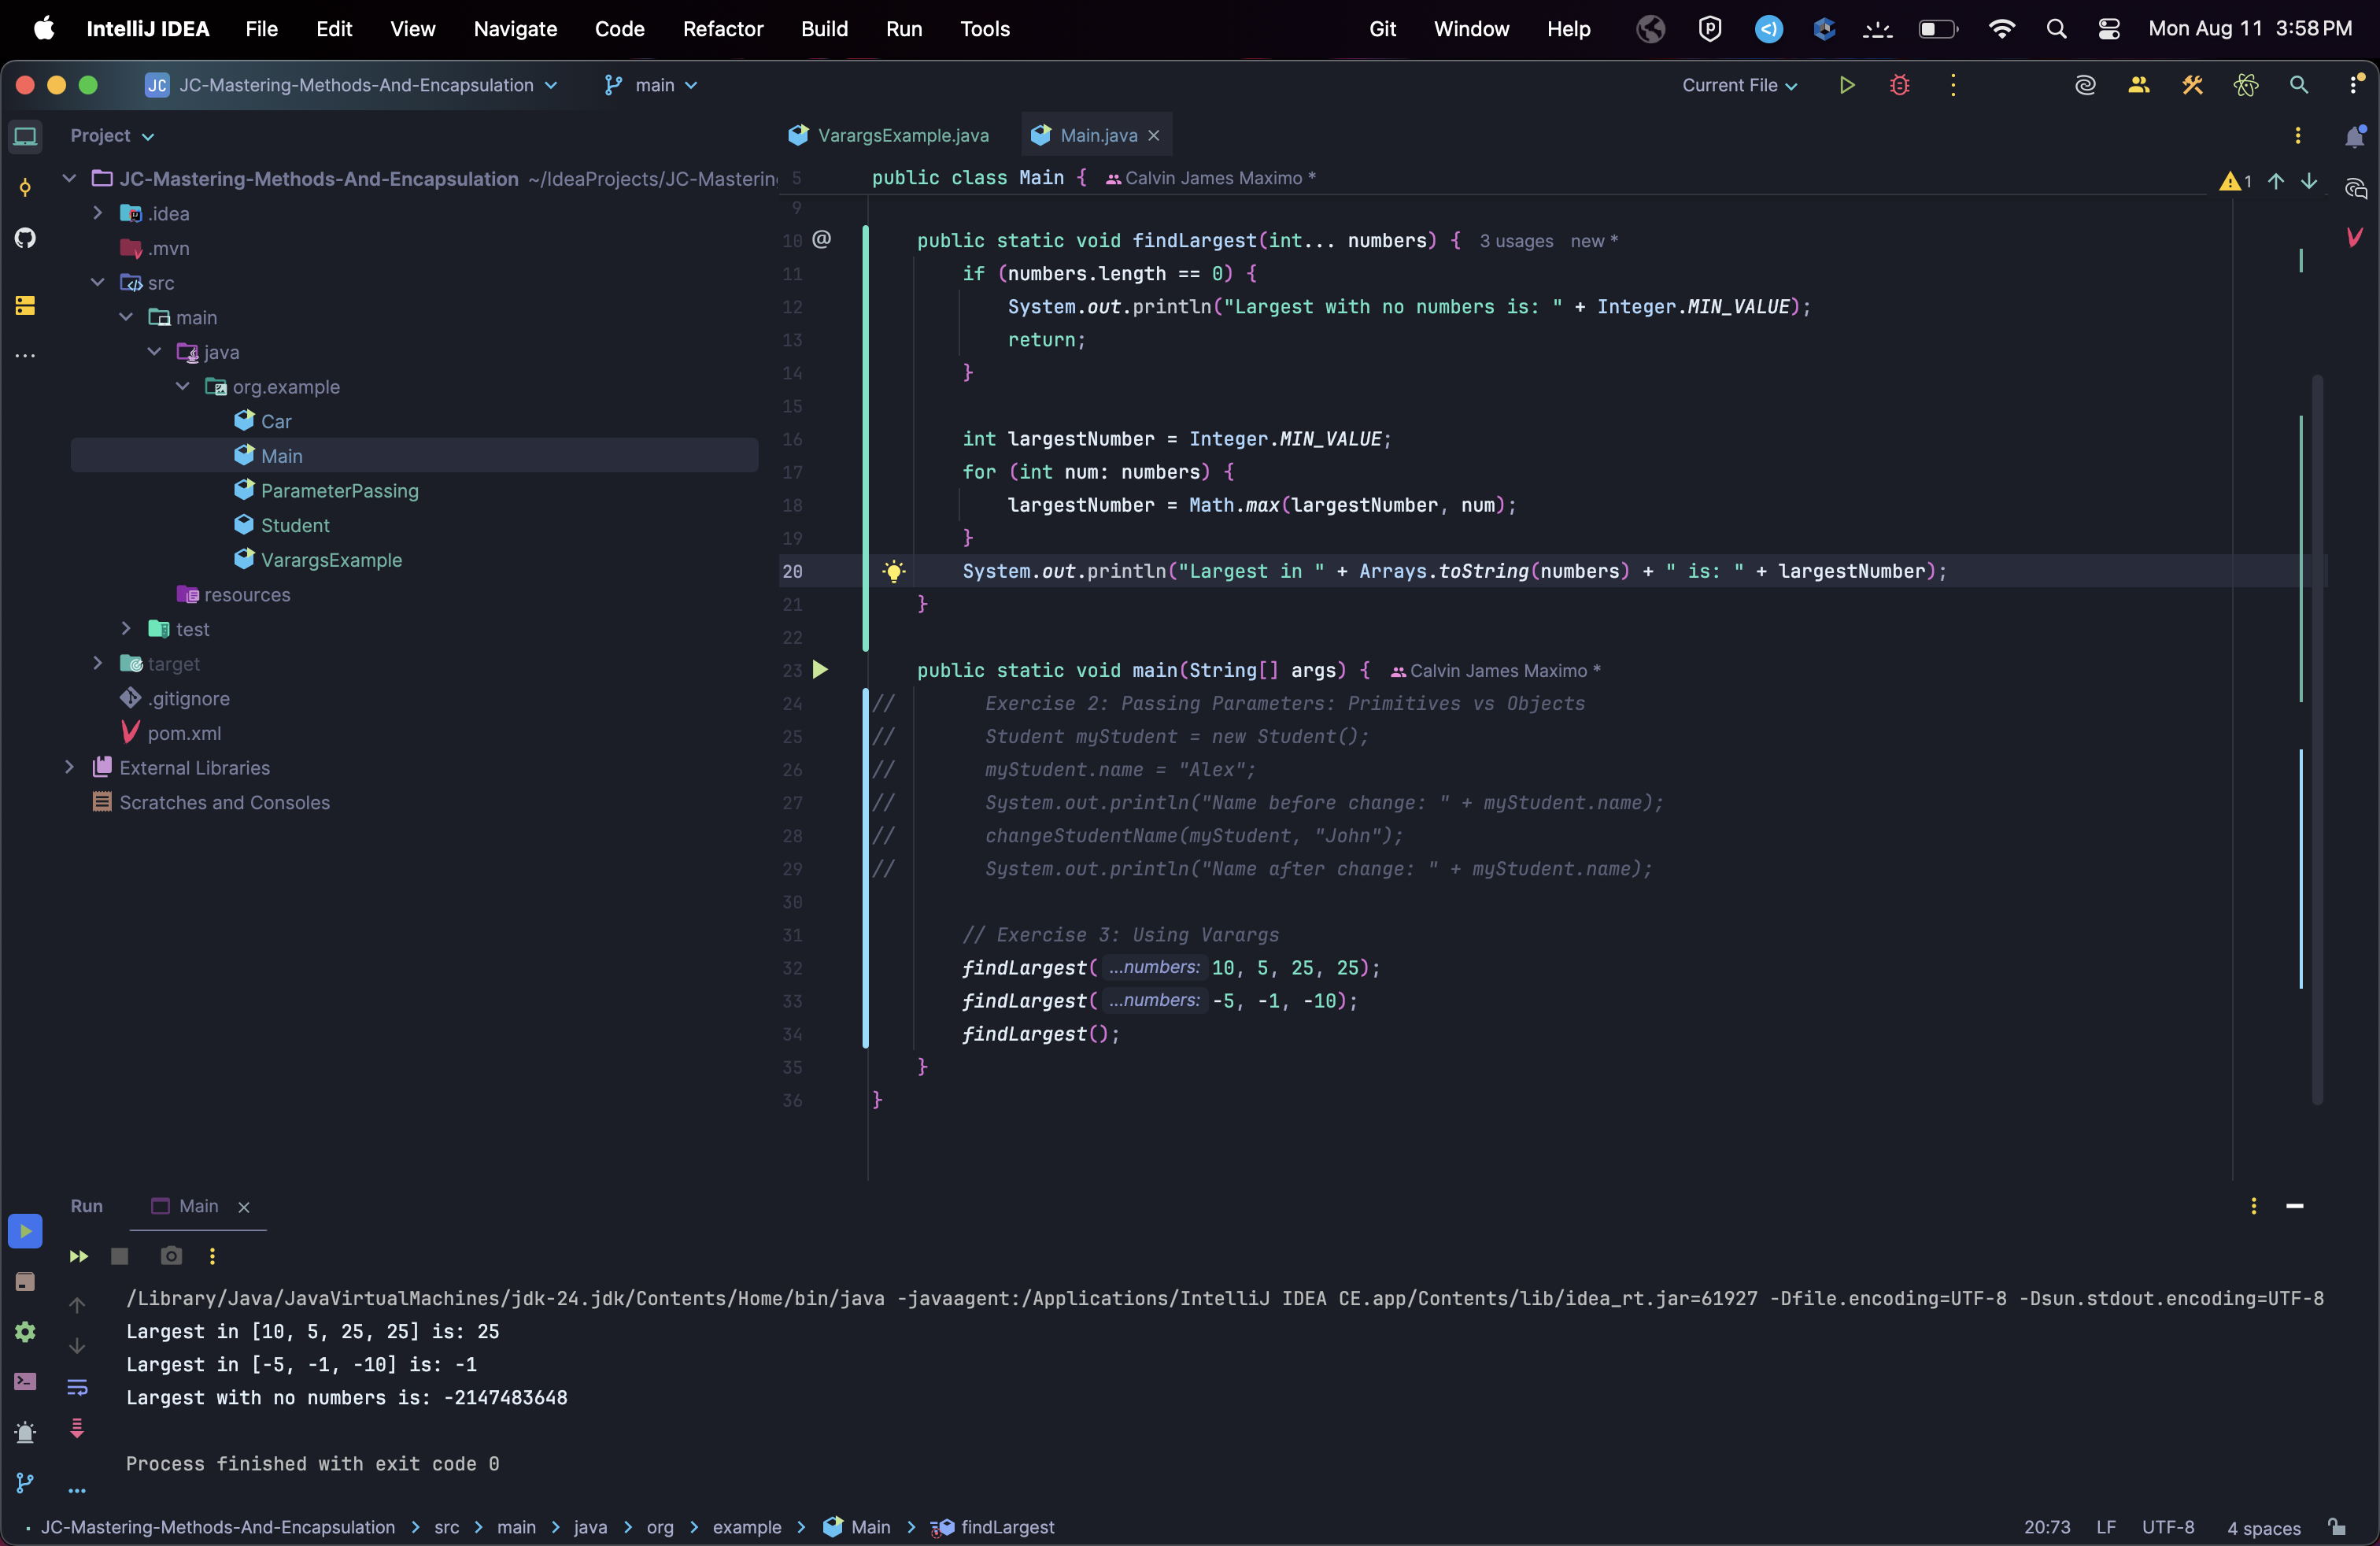 IntelliJ IDEA File Edit View Navigate Code Refactor Build Run Tools Git Window Help Mon Aug 11 3:58 PM
JC JC-Mastering-Methods-And-Encapsulation main Current File
Project
VarargsExample.java Main.java
JC-Mastering-Methods-And-Encapsulation ~/IdeaProjects/JC-Mastering
.idea
.mvn
src
main
java
org.example
Car
Main
ParameterPassing
Student
VarargsExample
resources
test
target
.gitignore
pom.xml
External Libraries
Scratches and Consoles
5 public class Main { Calvin James Maximo * 1
9
10 @ public static void findLargest(int... numbers) { 3 usages new *
11 if (numbers.length == 0) {
12 System.out.println("Largest with no numbers is: " + Integer.MIN_VALUE);
13 return;
14 }
15
16 int largestNumber = Integer.MIN_VALUE;
17 for (int num: numbers) {
18 largestNumber = Math.max(largestNumber, num);
19 }
20 System.out.println("Largest in " + Arrays.toString(numbers) + " is: " + largestNumber);
21 }
22
23 public static void main(String[] args) { Calvin James Maximo *
24 // Exercise 2: Passing Parameters: Primitives vs Objects
25 // Student myStudent = new Student();
26 // myStudent.name = "Alex";
27 // System.out.println("Name before change: " + myStudent.name);
28 // changeStudentName(myStudent, "John");
29 // System.out.println("Name after change: " + myStudent.name);
30
31 // Exercise 3: Using Varargs
32 findLargest( ...numbers: 10, 5, 25, 25);
33 findLargest( ...numbers: -5, -1, -10);
34 findLargest();
35 }
36 }
Run Main
/Library/Java/JavaVirtualMachines/jdk-24.jdk/Contents/Home/bin/java -javaagent:/Applications/IntelliJ IDEA CE.app/Contents/lib/idea_rt.jar=61927 -Dfile.encoding=UTF-8 -Dsun.stdout.encoding=UTF-8
Largest in [10, 5, 25, 25] is: 25
Largest in [-5, -1, -10] is: -1
Largest with no numbers is: -2147483648
Process finished with exit code 0
JC-Mastering-Methods-And-Encapsulation > src > main > java > org > example > Main > findLargest 20:73 LF UTF-8 4 spaces